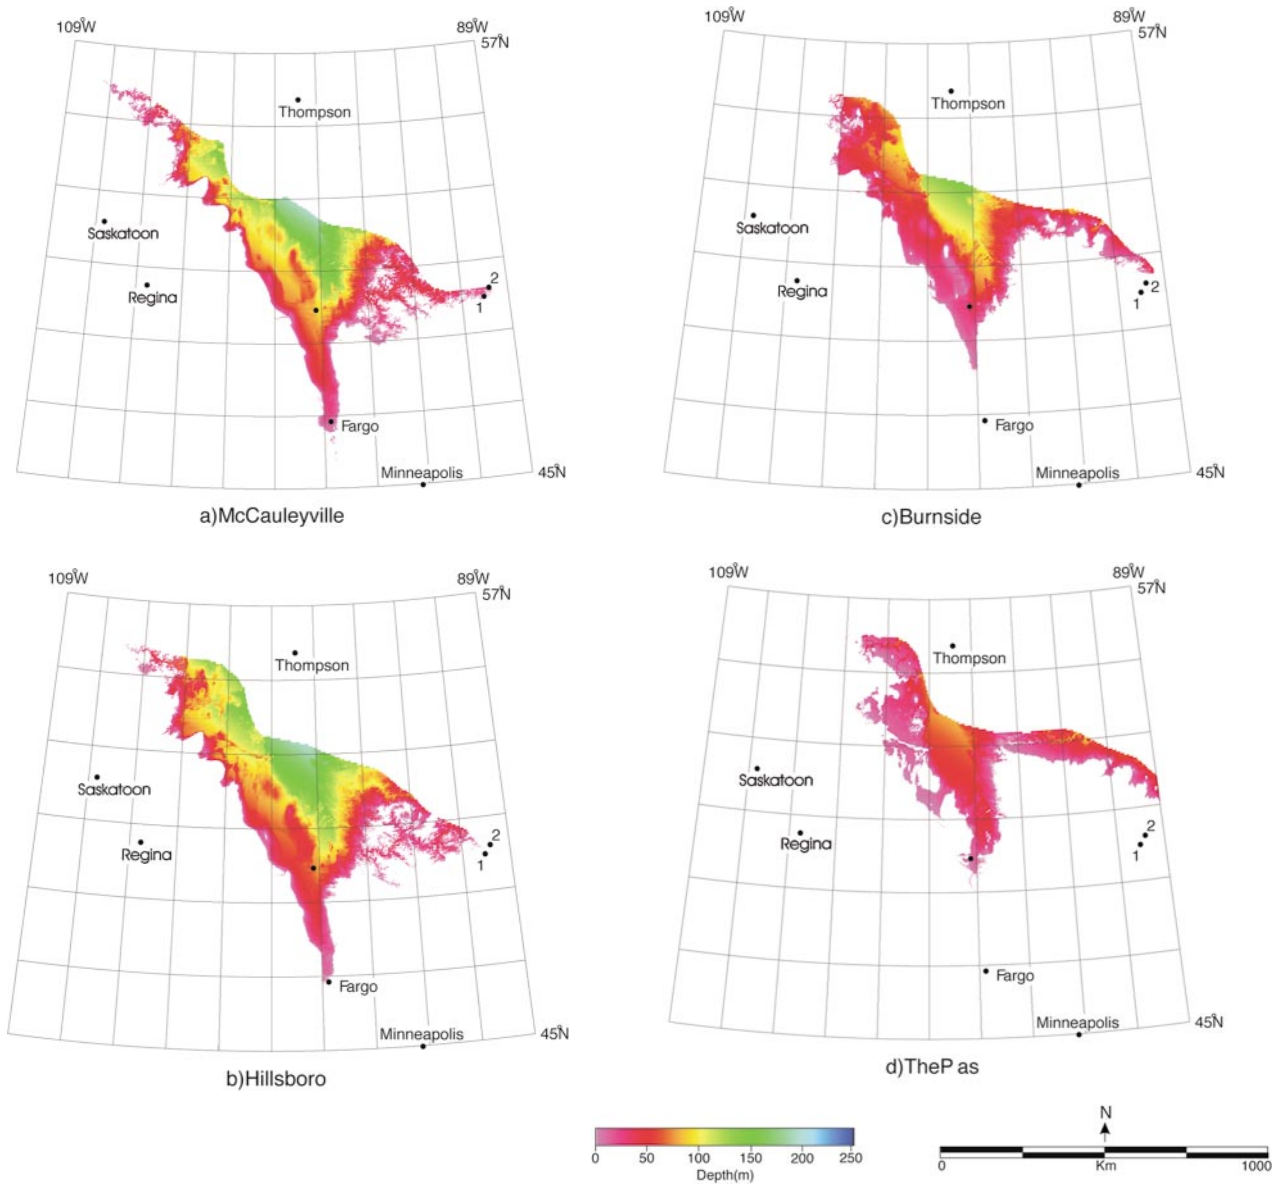 109°W
89°W
57°N
Thompson
Saskatoon
Regina
2
1
Fargo
Minneapolis
45°N
a)McCauleyville
109°W
89°W
57°N
Thompson
Saskatoon
Regina
2
1
Fargo
Minneapolis
45°N
c)Burnside
109°W
89°W
57°N
Thompson
Saskatoon
Regina
2
1
Fargo
Minneapolis
45°N
b)Hillsboro
109°W
89°W
57°N
Thompson
Saskatoon
Regina
2
1
Fargo
Minneapolis
45°N
d)TheP as
0 50 100 150 200 250
Depth(m)
N
0 Km 1000